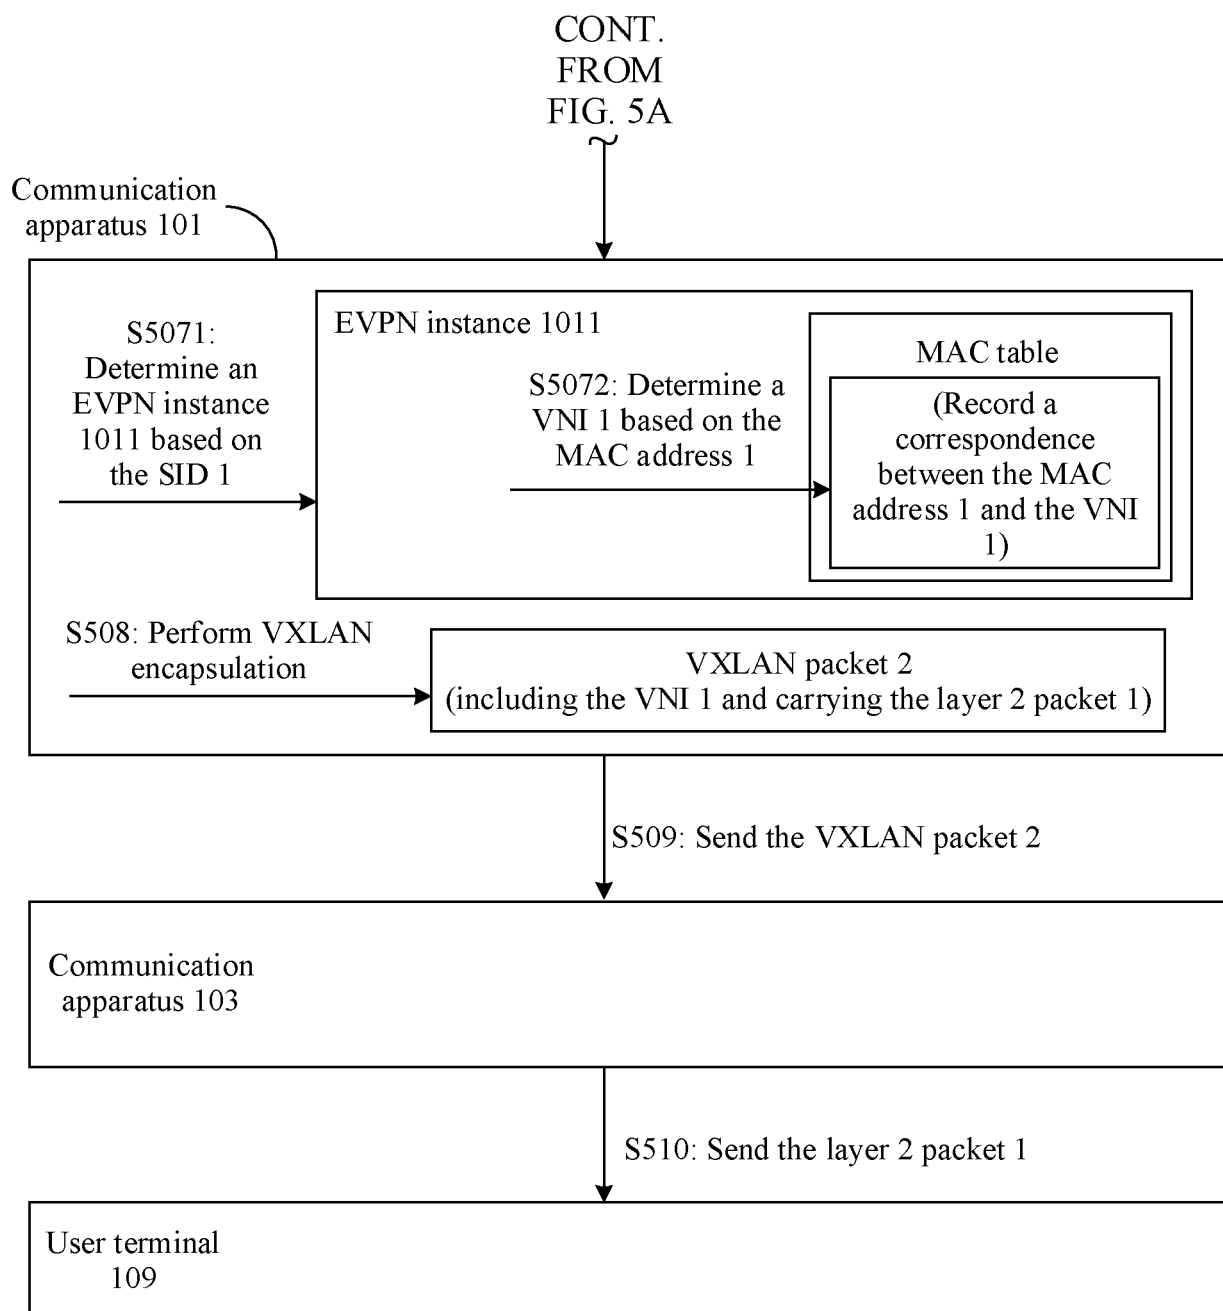 CONT.
FROM
FIG. 5A
Communication
apparatus 101
S5071:
Determine an
EVPN instance
1011 based on
the SID 1
EVPN instance 1011
S5072: Determine a
VNI 1 based on the
MAC address 1
MAC table
(Record a
correspondence
between the MAC
address 1 and the VNI
1)
S508: Perform VXLAN
encapsulation
VXLAN packet 2
(including the VNI 1 and carrying the layer 2 packet 1)
S509: Send the VXLAN packet 2
Communication
apparatus 103
S510: Send the layer 2 packet 1
User terminal
109